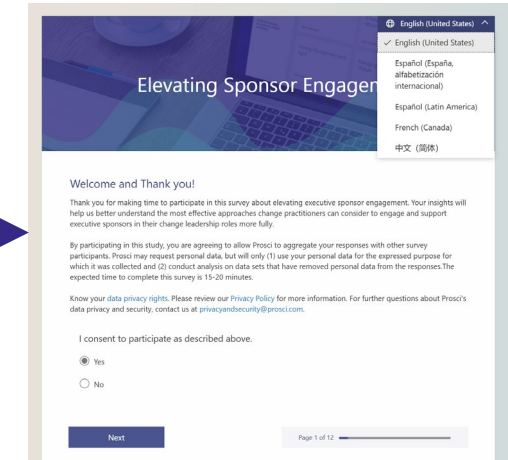 English (United States)
English (United States)
Español (España,
alfabetización
internacional)
Español (Latin America)
French (Canada)
中文（简体）
Elevating Sponsor Engagem
Welcome and Thank you!
Thank you for making time to participate in this survey about elevating executive sponsor engagement. Your insights will
help us better understand the most effective approaches change practitioners can consider to engage and support
executive sponsors in their change leadership roles more fully.
By participating in this study, you are agreeing to allow Prosci to aggregate your responses with other survey
participants. Prosci may request personal data, but will only (1) use your personal data for the expressed purpose for
which it was collected and (2) conduct analysis on data sets that have removed personal data from the responses.The
expected time to complete this survey is 15-20 minutes.
Know your data privacy rights. Please review our Privacy Policy for more information. For further questions about Prosci's
data privacy and security, contact us at privacyandsecurity@prosci.com.
I consent to participate as described above.
Yes
No
Next
Page 1 of 12